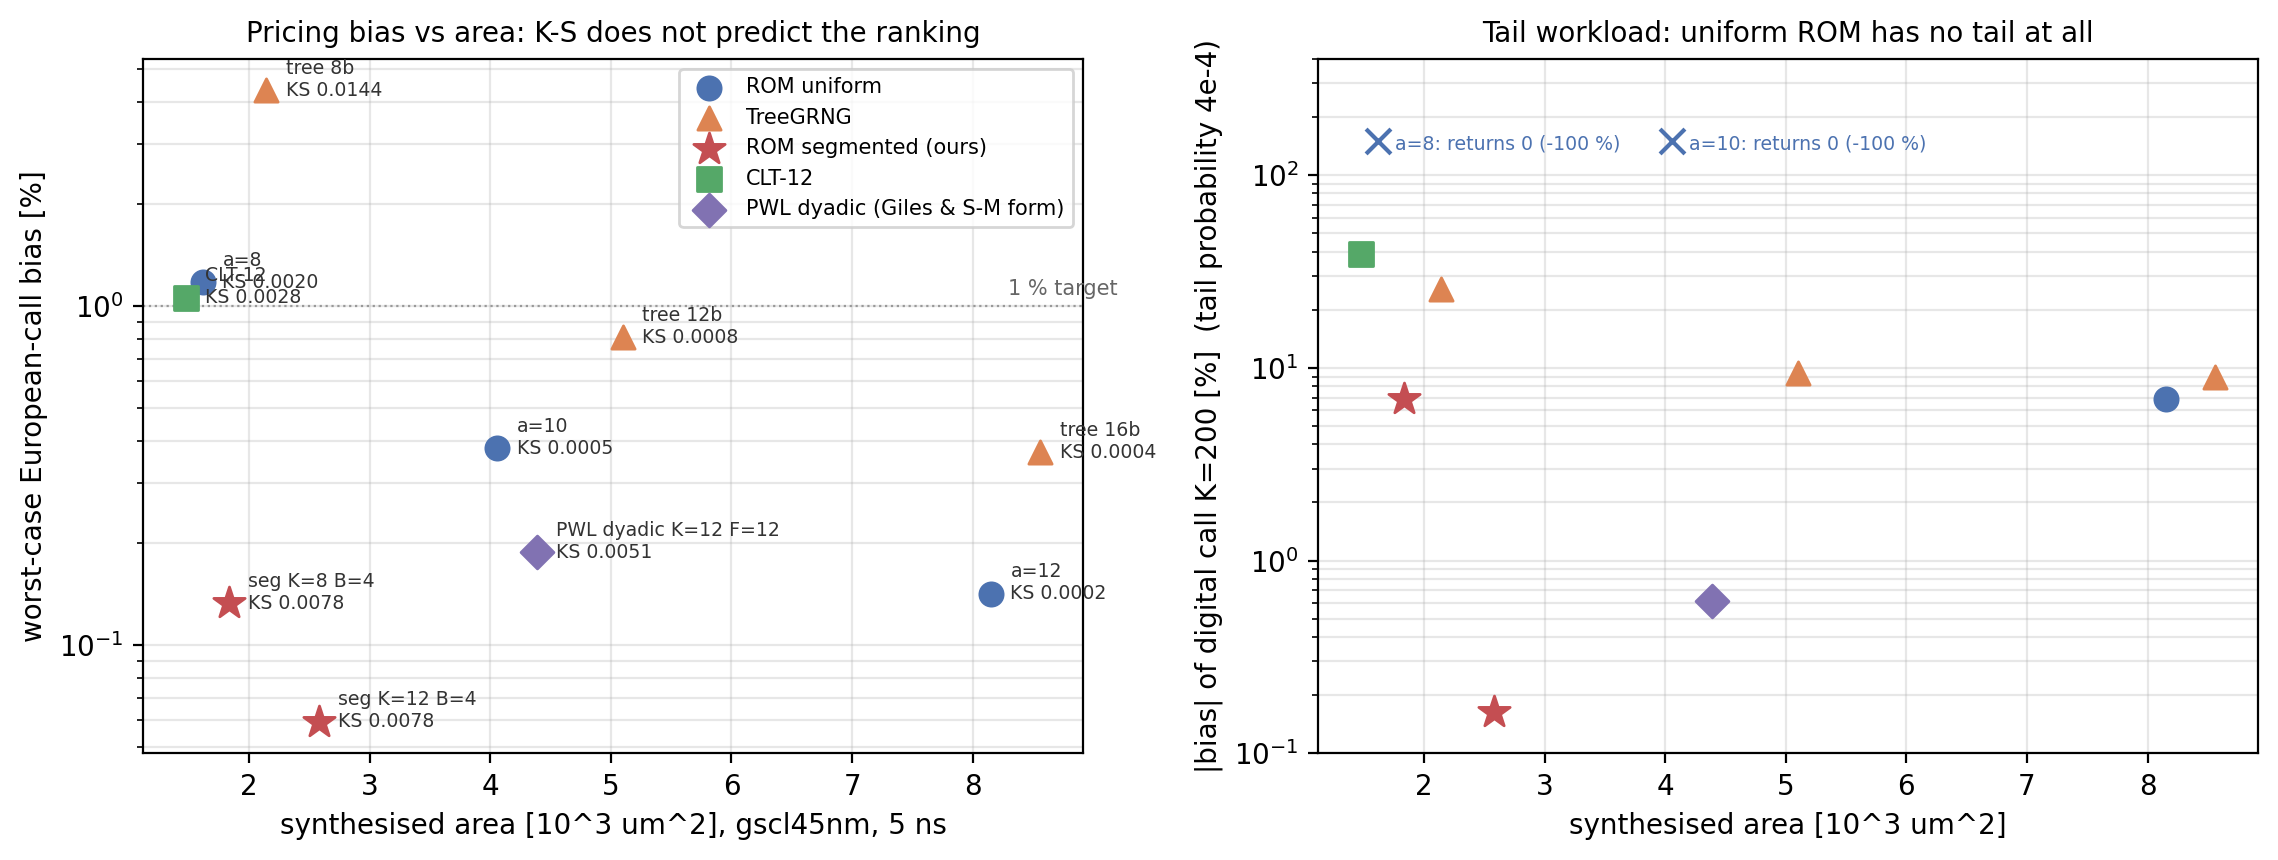 Pricing bias vs area: K-S does not predict the ranking
worst-case European-call bias [%]
10^0
10^-1
tree 8b
KS 0.0144
ROM uniform
TreeGRNG
ROM segmented (ours)
CLT-12
PWL dyadic (Giles & S-M form)
a=8
KS 0.0020
CLT-12
KS 0.0028
1 % target
tree 12b
KS 0.0008
a=10
KS 0.0005
tree 16b
KS 0.0004
PWL dyadic K=12 F=12
KS 0.0051
a=12
KS 0.0002
seg K=8 B=4
KS 0.0078
seg K=12 B=4
KS 0.0078
2 3 4 5 6 7 8
synthesised area [10^3 um^2], gscl45nm, 5 ns
Tail workload: uniform ROM has no tail at all
|bias| of digital call K=200 [%]  (tail probability 4e-4)
10^2
10^1
10^0
10^-1
a=8: returns 0 (-100 %)
a=10: returns 0 (-100 %)
2 3 4 5 6 7 8
synthesised area [10^3 um^2]